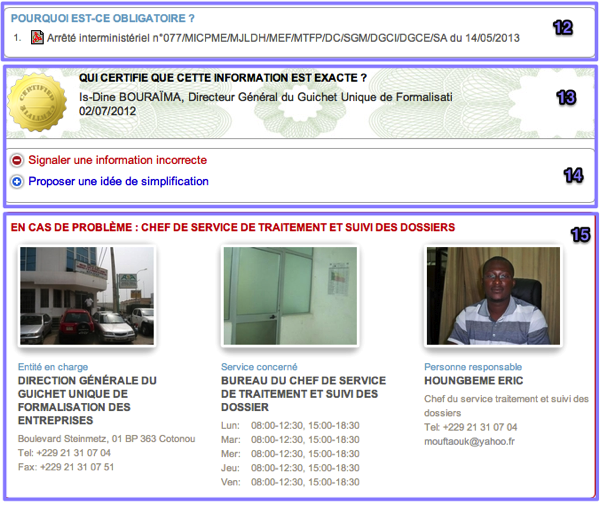 POURQUOI EST-CE OBLIGATOIRE ?
12
1. Arrêté interministériel n°077/MICPME/MJLDH/MEF/MTFP/DC/SGM/DGCI/DGCE/SA du 14/05/2013
CERTIFIED
QUI CERTIFIE QUE CETTE INFORMATION EST EXACTE ?
Is-Dine BOURAÏMA, Directeur Général du Guichet Unique de Formalisati
13
02/07/2012
Signaler une information incorrecte
14
Proposer une idée de simplification
EN CAS DE PROBLÈME : CHEF DE SERVICE DE TRAITEMENT ET SUIVI DES DOSSIERS
15
Entité en charge
DIRECTION GÉNÉRALE DU
GUICHET UNIQUE DE
FORMALISATION DES
ENTREPRISES
Boulevard Steinmetz, 01 BP 363 Cotonou
Tel: +229 21 31 07 04
Fax: +229 21 31 07 51
Service concerné
BUREAU DU CHEF DE SERVICE
DE TRAITEMENT ET SUIVI DES
DOSSIER
Lun: 08:00-12:30, 15:00-18:30
Mar: 08:00-12:30, 15:00-18:30
Mer: 08:00-12:30, 15:00-18:30
Jeu: 08:00-12:30, 15:00-18:30
Ven: 08:00-12:30, 15:00-18:30
Personne responsable
HOUNGBEME ERIC
Chef du service traitement et suivi des
dossiers
Tel: +229 21 31 07 04
mouftaouk@yahoo.fr